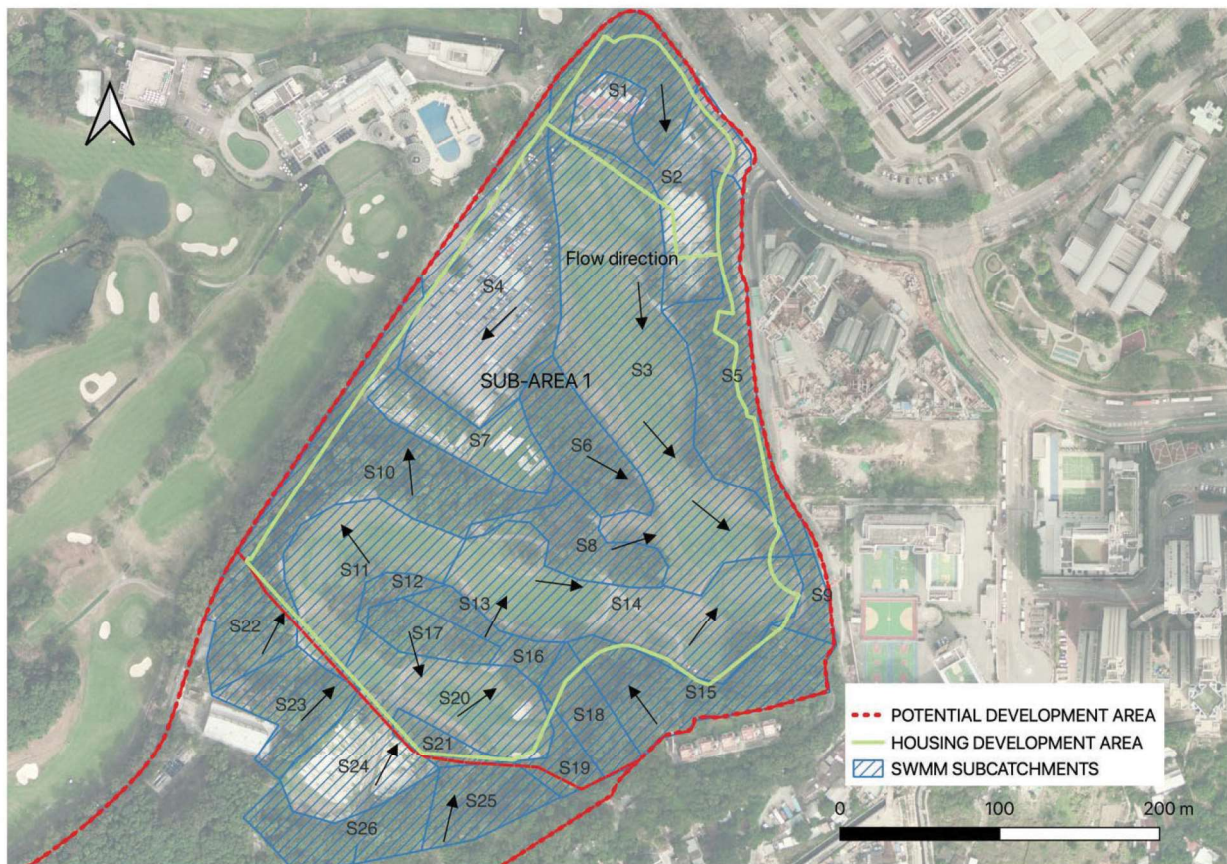 S1
S2
Flow direction
S4
S3
S5
SUB-AREA 1
S7
S6
S10
S8
S11
S12
S13
S14
S9
S22
S17
S16
S20
S15
S23
S18
S21
S24
S19
S25
S26
POTENTIAL DEVELOPMENT AREA
HOUSING DEVELOPMENT AREA
SWMM SUBCATCHMENTS
0 100 200 m